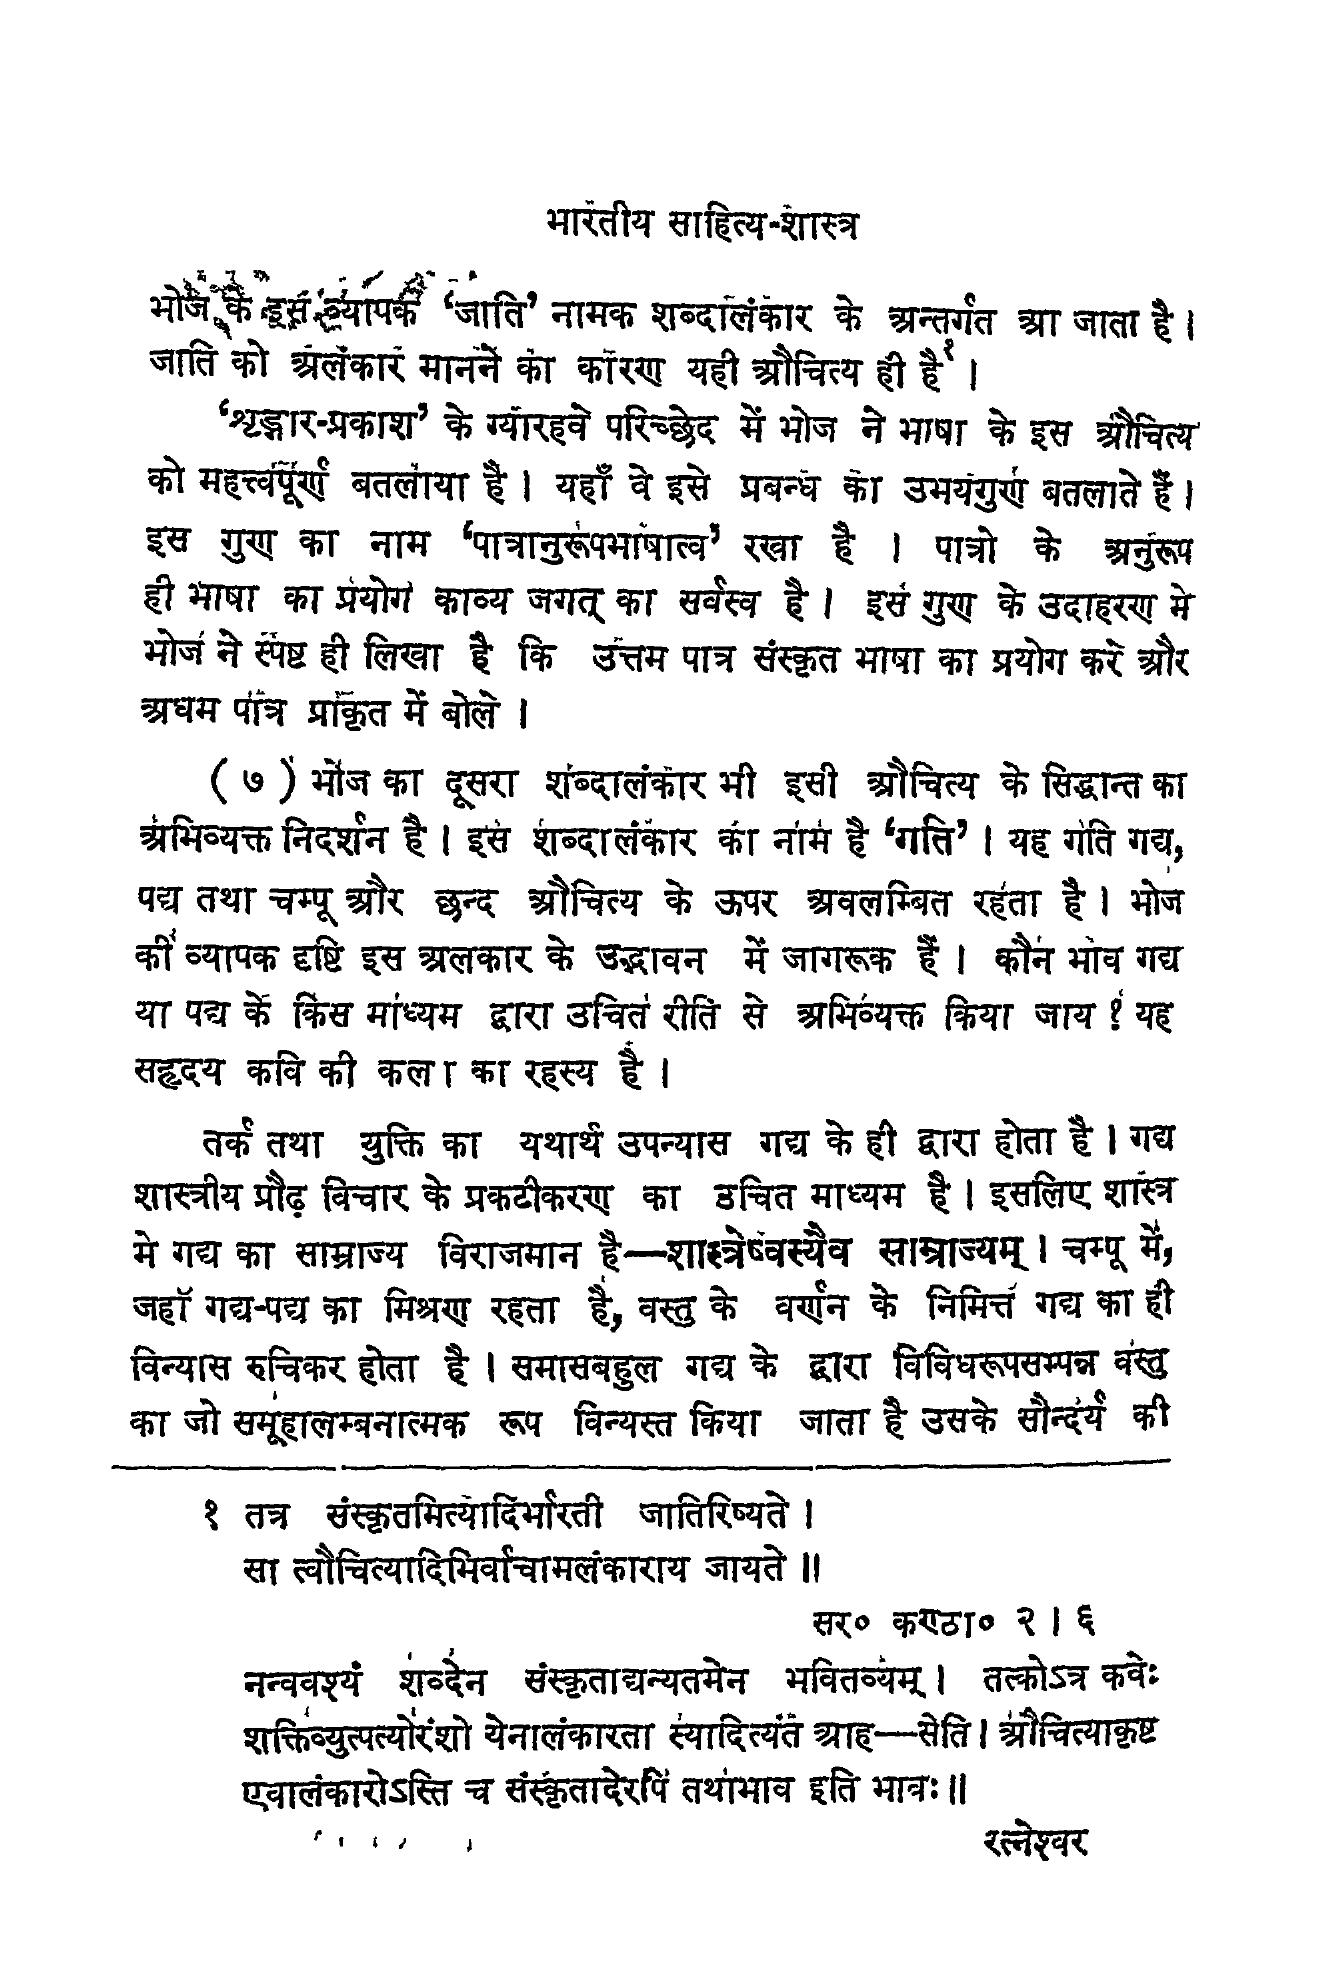 भारतीय साहित्य-शास्त्र
भोज के इस व्यापक ‘जाति’ नामक शब्दालंकार के अन्तर्गत आ जाता है।
जाति को अलंकार मानने का कारण यही औचित्य ही है१।
‘शृङ्गार-प्रकाश’ के ग्यारहवे परिच्छेद में भोज ने भाषा के इस औचित्य
को महत्त्वपूर्ण बतलाया है। यहाँ वे इसे प्रबन्ध का उभयगुण बतलाते हैं।
इस गुण का नाम ‘पात्रानुरूपभाषात्व’ रखा है । पात्रो के अनुरूप
ही भाषा का प्रयोग काव्य जगत् का सर्वस्व है। इस गुण के उदाहरण मे
भोज ने स्पष्ट ही लिखा है कि उत्तम पात्र संस्कृत भाषा का प्रयोग करे और
अधम पात्र प्राकृत में बोले ।
( ७ ) भोज का दूसरा शब्दालंकार भी इसी औचित्य के सिद्धान्त का
अभिव्यक्त निदर्शन है। इस शब्दालंकार का नाम है ‘गति’। यह गति गद्य,
पद्य तथा चम्पू और छन्द औचित्य के ऊपर अवलम्बित रहता है। भोज
की व्यापक दृष्टि इस अलकार के उद्भावन में जागरूक हैं। कौन भाव गद्य
या पद्य के किस माध्यम द्वारा उचित रीति से अभिव्यक्त किया जाय ? यह
सहृदय कवि की कला का रहस्य है।
तर्क तथा युक्ति का यथार्थ उपन्यास गद्य के ही द्वारा होता है। गद्य
शास्त्रीय प्रौढ़ विचार के प्रकटीकरण का उचित माध्यम है। इसलिए शास्त्र
मे गद्य का साम्राज्य विराजमान है—शास्त्रेष्वस्यैव साम्राज्यम्। चम्पू में,
जहॉ गद्य-पद्य का मिश्रण रहता है, वस्तु के वर्णन के निमित्त गद्य का ही
विन्यास रुचिकर होता है। समासबहुल गद्य के द्वारा विविधरूपसम्पन्न वस्तु
का जो समूहालम्बनात्मक रूप विन्यस्त किया जाता है उसके सौन्दर्य की
१ तत्र संस्कृतमित्यादिर्भारती जातिरिष्यते।
सा त्वौचित्यादिभिर्वाचामलंकाराय जायते॥
सर० कण्ठा० २।६
नन्ववश्यं शब्देन संस्कृताद्यन्यतमेन भवितव्यम्। तत्कोऽत्र कवेः
शक्तिव्युत्पत्योरंशो येनालंकारता स्यादित्यत आह—सेति। औचित्याकृष्ट
एवालंकारोऽस्ति च संस्कृतादेरपि तथाभाव इति भात्रः॥
रत्नेश्वर